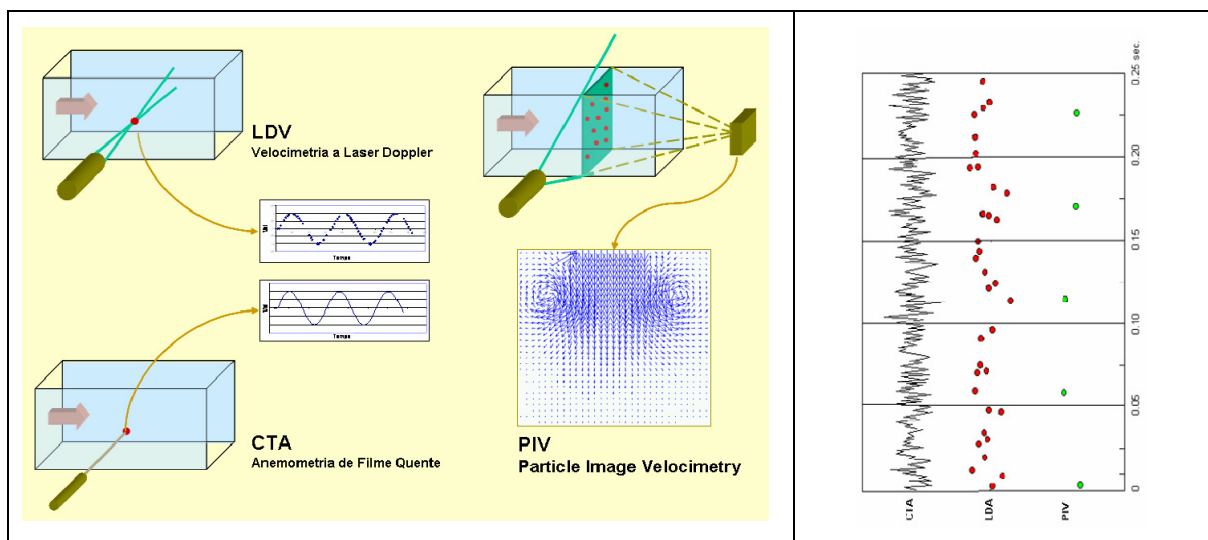 LDV
Velocimetria a Laser Doppler
Tempo
Tempo
CTA
Anemometria de Filme Quente
PIV
Particle Image Velocimetry
0.25 sec.
0.20
0.15
0.10
0.05
0
CTA
LDA
PIV